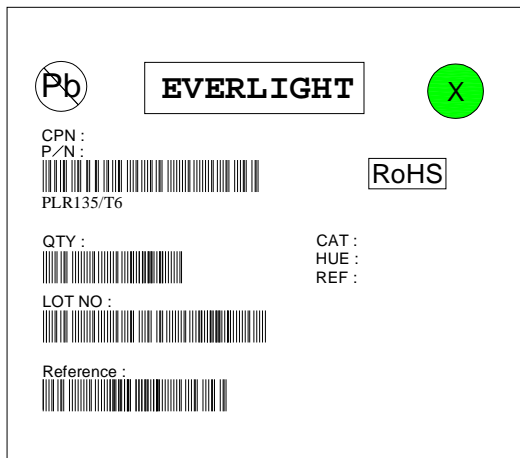 Pb
EVERLIGHT
X
CPN :
P/N :
RoHS
PLR135/T6
QTY :
CAT :
HUE :
REF :
LOT NO :
Reference :